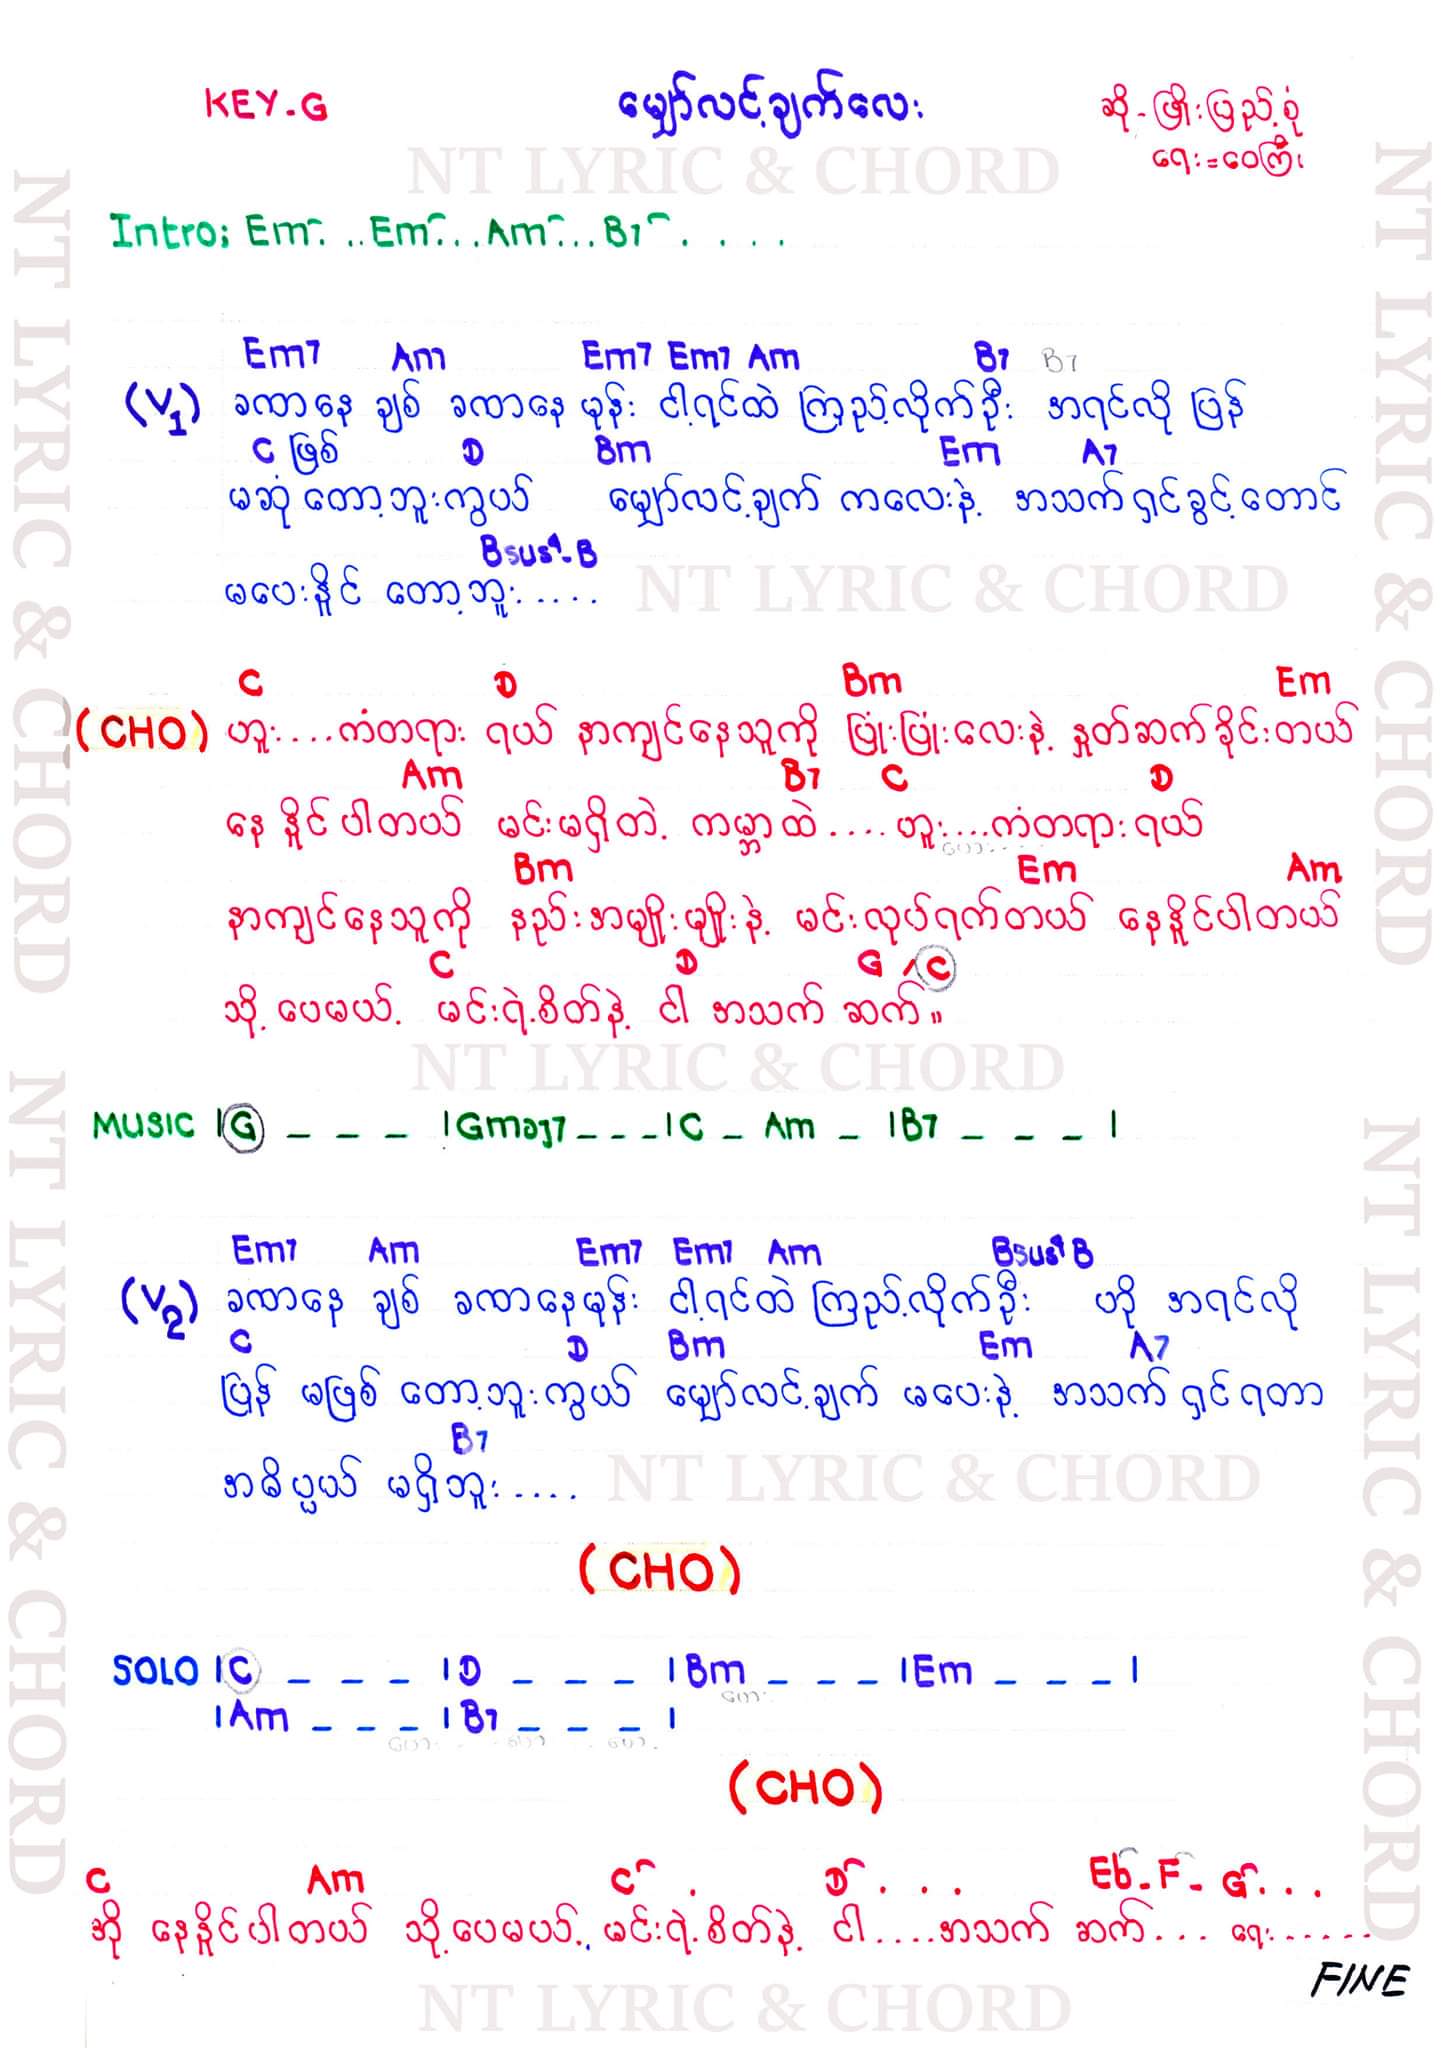 KEY-G မျှော်လင့်ချက်လေး ဆို-ဖြိုးပြည့်စုံ
ရေး=ဝေကြီး
NT LYRIC & CHORD
Intro; Em...Em...Am...B7....
Em7 Am Em7 Em7 Am B7 B7
(V1) ခဏနေ ချစ် ခဏနေ မုန်း ငါ့ရင်ထဲ ကြည့်လိုက်ဦး အရင်လို ပြန်
C ဖြစ် D Bm Em A7
မဆုံတော့ဘူးကွယ် မျှော်လင့်ချက် ကလေးနဲ့ အသက်ရှင်ခွင့်တောင်
Bsus4-B
မပေးနိုင် တော့ဘူး.....
NT LYRIC & CHORD
C D Bm Em
(CHO) ဟူး....ကံတရား ရယ် နာကျင်နေသူကို ပြုံးပြုံးလေးနဲ့ နှုတ်ဆက်ခိုင်းတယ်
Am B7 C D
နေနိုင်ပါတယ် မင်းမရှိတဲ့ ကမ္ဘာထဲ....ဟူး....ကံတရားရယ်
Bm Em Am
နာကျင်နေသူကို နည်းအမျိုးမျိုးနဲ့ မင်းလုပ်ရက်တယ် နေနိုင်ပါတယ်
C D G C
သို့ပေမယ့် မင်းရဲ့စိတ်နဲ့ ငါ အသက် ဆက်။
NT LYRIC & CHORD
MUSIC |G _ _ _ |Gmaj7 _ _ _ |C _ Am _ |B7 _ _ _ |
Em7 Am Em7 Em7 Am Bsus4 B
(V2) ခဏနေ ချစ် ခဏနေမုန်း ငါ့ရင်ထဲ ကြည့်လိုက်ဦး ဟို အရင်လို
C D Bm Em A7
ပြန် မဖြစ် တော့ဘူးကွယ် မျှော်လင့်ချက် မပေးနဲ့ အသက်ရှင်ရတာ
B7
အဓိပ္ပယ် မရှိဘူး....
NT LYRIC & CHORD
(CHO)
SOLO |C _ _ _ |D _ _ _ |Bm _ _ _ |Em _ _ _ |
|Am _ _ _ |B7 _ _ _ |
(CHO)
C Am C . D . . . Eb-F-G...
အို နေနိုင်ပါတယ် သို့ပေမယ့် မင်းရဲ့စိတ်နဲ့ ငါ....အသက် ဆက်... ရေး......
FINE
NT LYRIC & CHORD
NT LYRIC & CHORD
NT LYRIC & CHORD
NT LYRIC & CHORD
NT LYRIC & CHORD